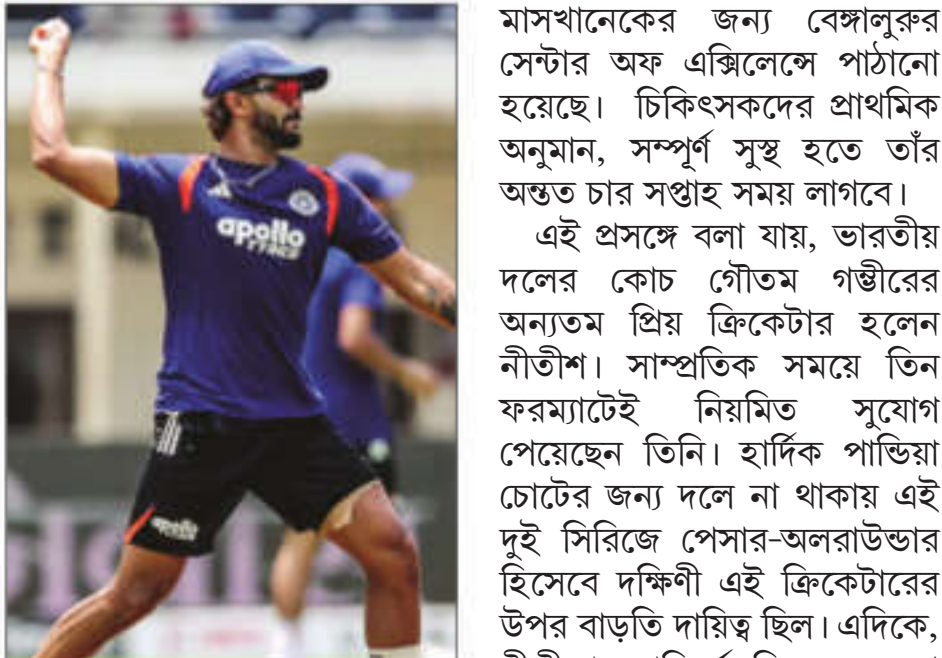 apollo
TYRES
apollo
মাসখানেকের জন্য বেঙ্গালুরুর
সেন্টার অফ এক্সিলেন্সে পাঠানো
হয়েছে। চিকিৎসকদের প্রাথমিক
অনুমান, সম্পূর্ণ সুস্থ হতে তাঁর
অন্তত চার সপ্তাহ সময় লাগবে।
এই প্রসঙ্গে বলা যায়, ভারতীয়
দলের কোচ গৌতম গম্ভীরের
অন্যতম প্রিয় ক্রিকেটার হলেন
নীতীশ। সাম্প্রতিক সময়ে তিন
ফরম্যাটেই নিয়মিত সুযোগ
পেয়েছেন তিনি। হার্দিক পান্ডিয়া
চোটের জন্য দলে না থাকায় এই
দুই সিরিজে পেসার-অলরাউন্ডার
হিসেবে দক্ষিণী এই ক্রিকেটারের
উপর বাড়তি দায়িত্ব ছিল। এদিকে,